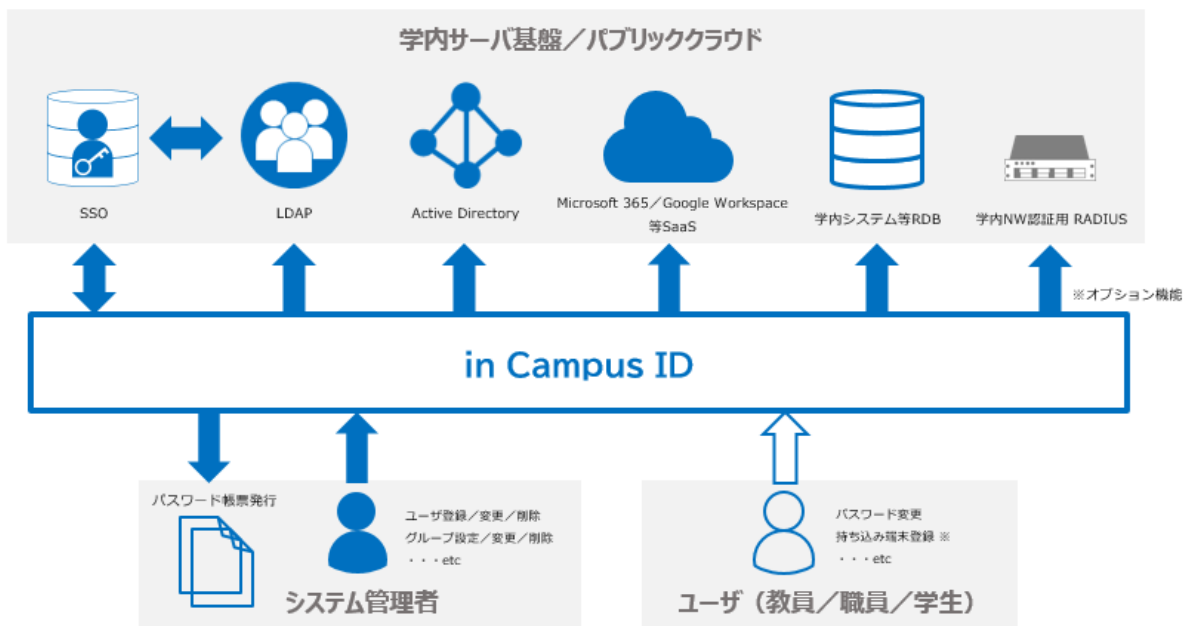 学内サーバ基盤／パブリッククラウド
SSO
LDAP
Active Directory
Microsoft 365／Google Workspace
等SaaS
学内システム等RDB
学内NW認証用 RADIUS
※オプション機能
in Campus ID
パスワード帳票発行
ユーザ登録／変更／削除
グループ設定／変更／削除
・・・etc
システム管理者
パスワード変更
持ち込み端末登録 ※
・・・etc
ユーザ（教員／職員／学生）